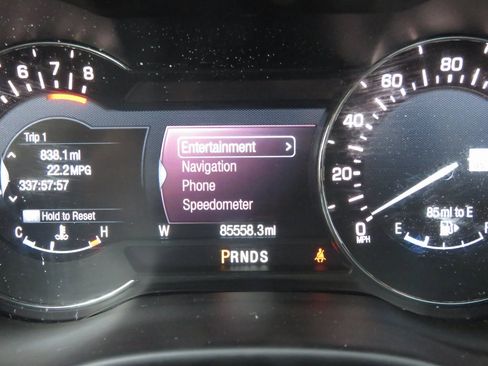 6 7 8
Trip 1
838.1 mi
22.2 MPG
337:57:57
Hold to Reset
C H
Entertainment >
Navigation
Phone
Speedometer
W 85558.3mi
PRNDS
0 20 40 60 80
MPH
85 mi to E
E F